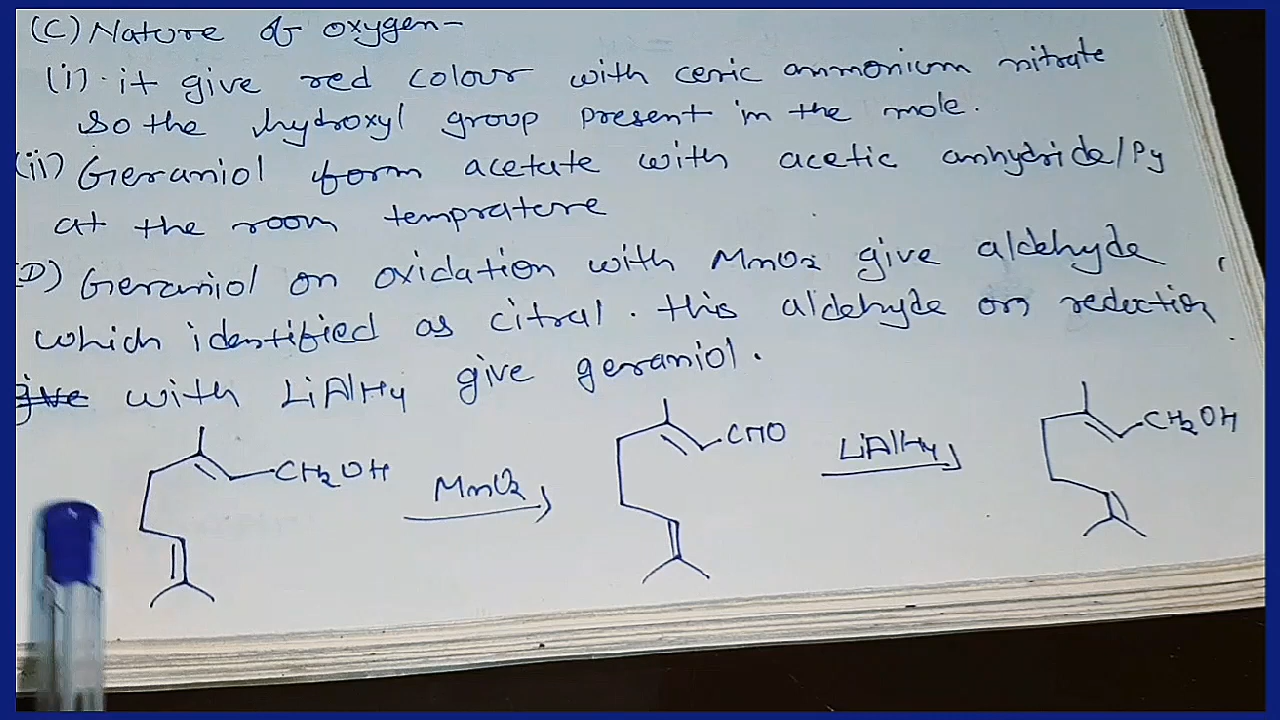 (C) Nature of oxygen-
(i). it give red colour with ceric ammonium nitrate
so the hydroxyl group present in the mole.
(ii) Geraniol form acetate with acetic anhydride/Py
at the room temprature
(D) Geraniol on oxidation with MnO2 give aldehyde
which identified as citral. this aldehyde on reduction
give with LiAlH4 give geraniol.
CH2OH MnO2 CHO LiAlH4 CH2OH